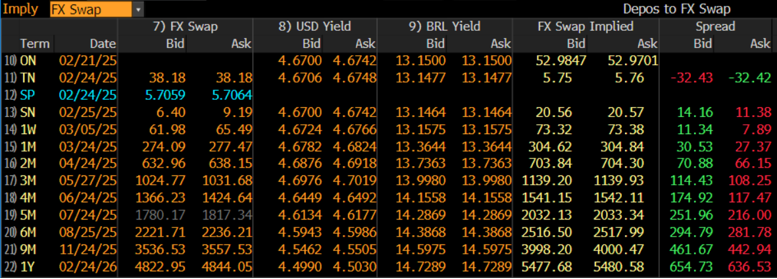 Imply FX Swap Depos to FX Swap
7) FX Swap 8) USD Yield 9) BRL Yield FX Swap Implied Spread
Term Date Bid Ask Bid Ask Bid Ask Bid Ask Bid Ask
10) ON 02/21/25 4.6700 4.6742 13.1500 13.1500 52.9847 52.9701
11) TN 02/24/25 38.18 38.18 4.6706 4.6748 13.1477 13.1477 5.75 5.76 -32.43 -32.42
12) SP 02/24/25 5.7059 5.7064
13) SN 02/25/25 6.40 9.19 4.6700 4.6742 13.1464 13.1464 20.56 20.57 14.16 11.38
14) 1W 03/05/25 61.98 65.49 4.6724 4.6766 13.1575 13.1575 73.32 73.38 11.34 7.89
15) 1M 03/24/25 274.09 277.47 4.6782 4.6824 13.3644 13.3644 304.62 304.84 30.53 27.37
16) 2M 04/24/25 632.96 638.15 4.6876 4.6918 13.7363 13.7363 703.84 704.30 70.88 66.15
17) 3M 05/27/25 1024.77 1031.68 4.6976 4.7019 13.9980 13.9980 1139.20 1139.93 114.43 108.25
18) 4M 06/24/25 1366.23 1424.64 4.6449 4.6492 14.1558 14.1558 1541.15 1542.11 174.92 117.47
19) 5M 07/24/25 1780.17 1817.34 4.6134 4.6177 14.2869 14.2869 2032.13 2033.34 251.96 216.00
20) 6M 08/25/25 2221.71 2236.21 4.5943 4.5986 14.3868 14.3868 2516.50 2517.99 294.79 281.78
21) 9M 11/24/25 3536.53 3557.53 4.5462 4.5505 14.5975 14.5975 3998.20 4000.47 461.67 442.94
22) 1Y 02/24/26 4822.95 4844.05 4.4990 4.5030 14.7289 14.7289 5477.68 5480.58 654.73 636.53